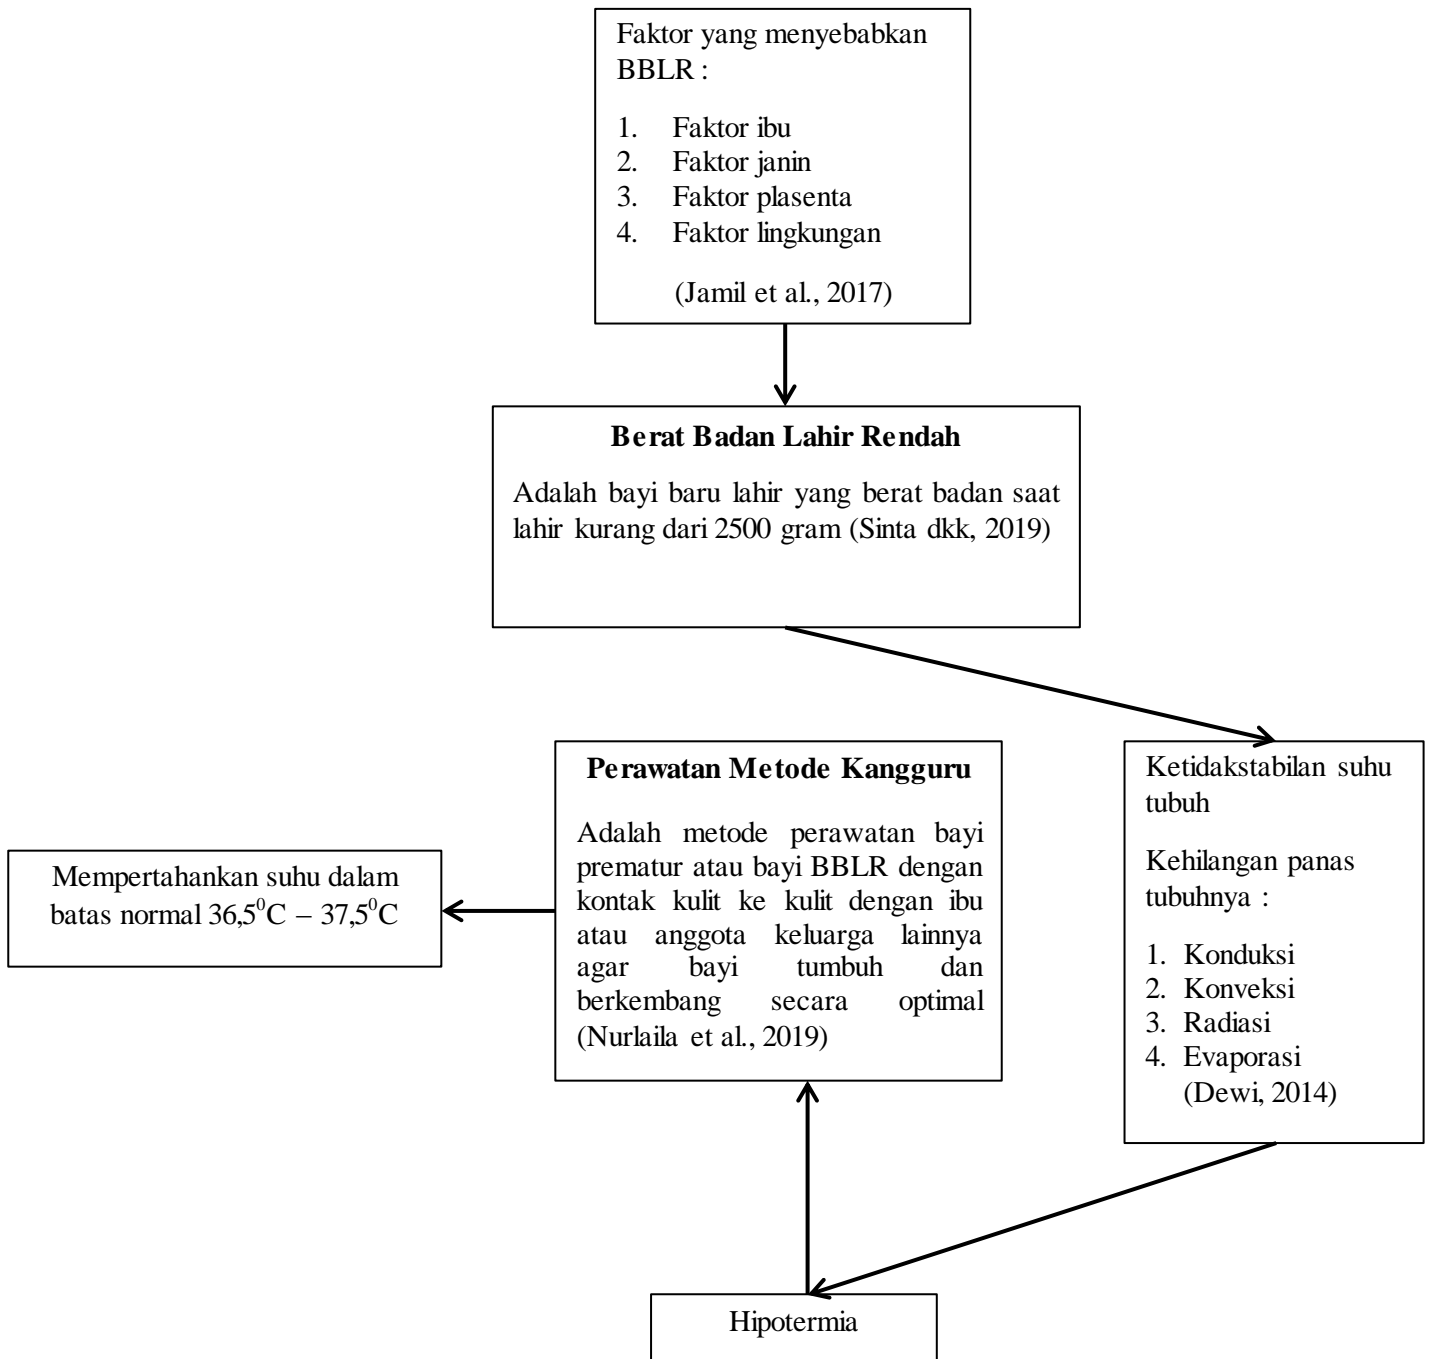 Faktor yang menyebabkan
BBLR :
1. Faktor ibu
2. Faktor janin
3. Faktor plasenta
4. Faktor lingkungan
(Jamil et al., 2017)
Berat Badan Lahir Rendah
Adalah bayi baru lahir yang berat badan saat
lahir kurang dari 2500 gram (Sinta dkk, 2019)
Perawatan Metode Kangguru
Adalah metode perawatan bayi
prematur atau bayi BBLR dengan
kontak kulit ke kulit dengan ibu
atau anggota keluarga lainnya
agar bayi tumbuh dan
berkembang secara optimal
(Nurlaila et al., 2019)
Ketidakstabilan suhu
tubuh
Kehilangan panas
tubuhnya :
1. Konduksi
2. Konveksi
3. Radiasi
4. Evaporasi
(Dewi, 2014)
Mempertahankan suhu dalam
batas normal 36,5⁰C – 37,5⁰C
Hipotermia